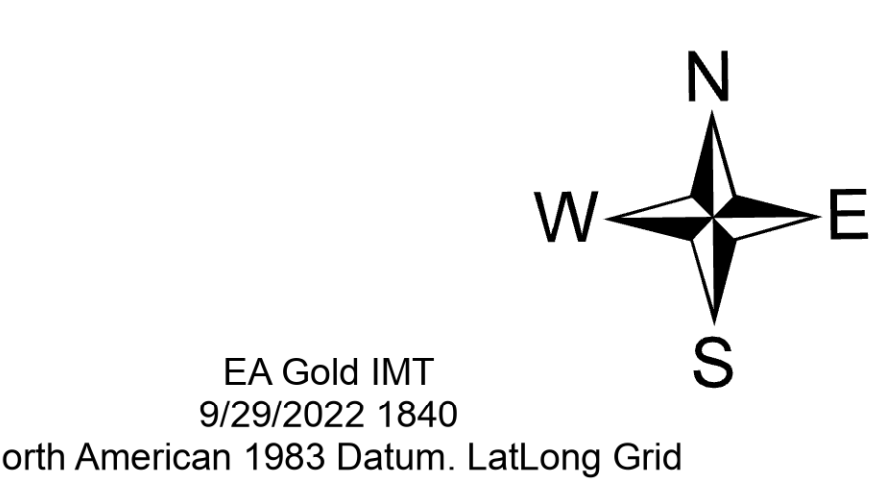 N
W E
S
EA Gold IMT
9/29/2022 1840
orth American 1983 Datum. LatLong Grid